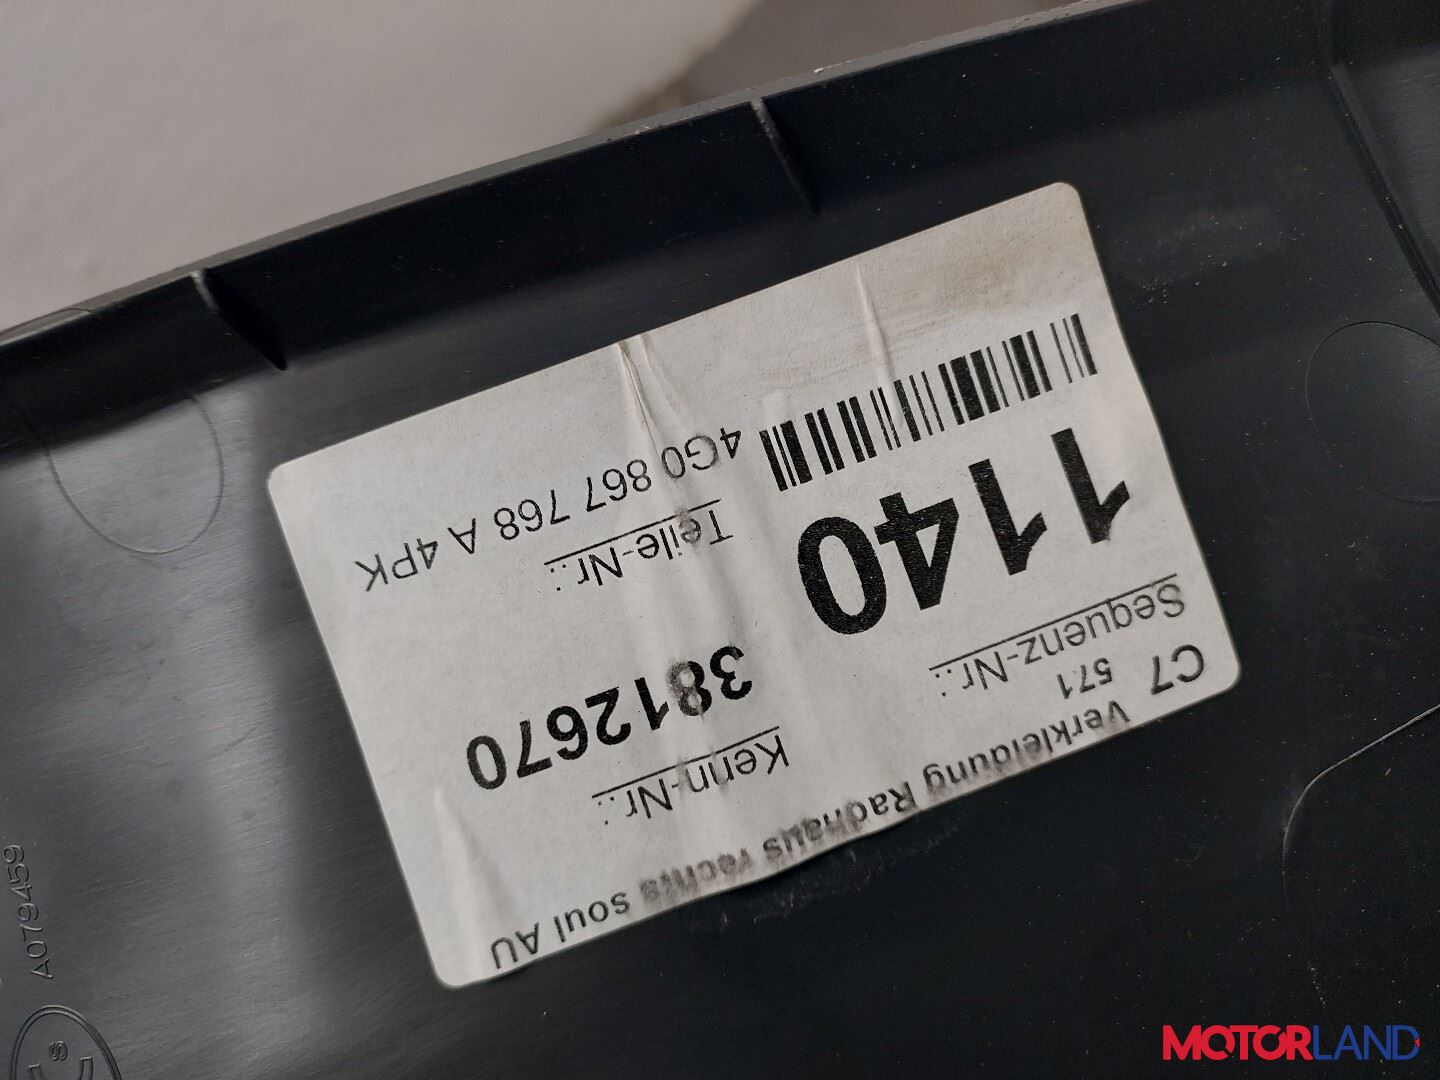 Verkleidung Radhaus rechts soul AU
C7 571
Sequenz-Nr.:
1140
Kenn-Nr.:
3812670
Teile-Nr.:
4G0 867 768 A 4PK
A079459
S
MOTORLAND